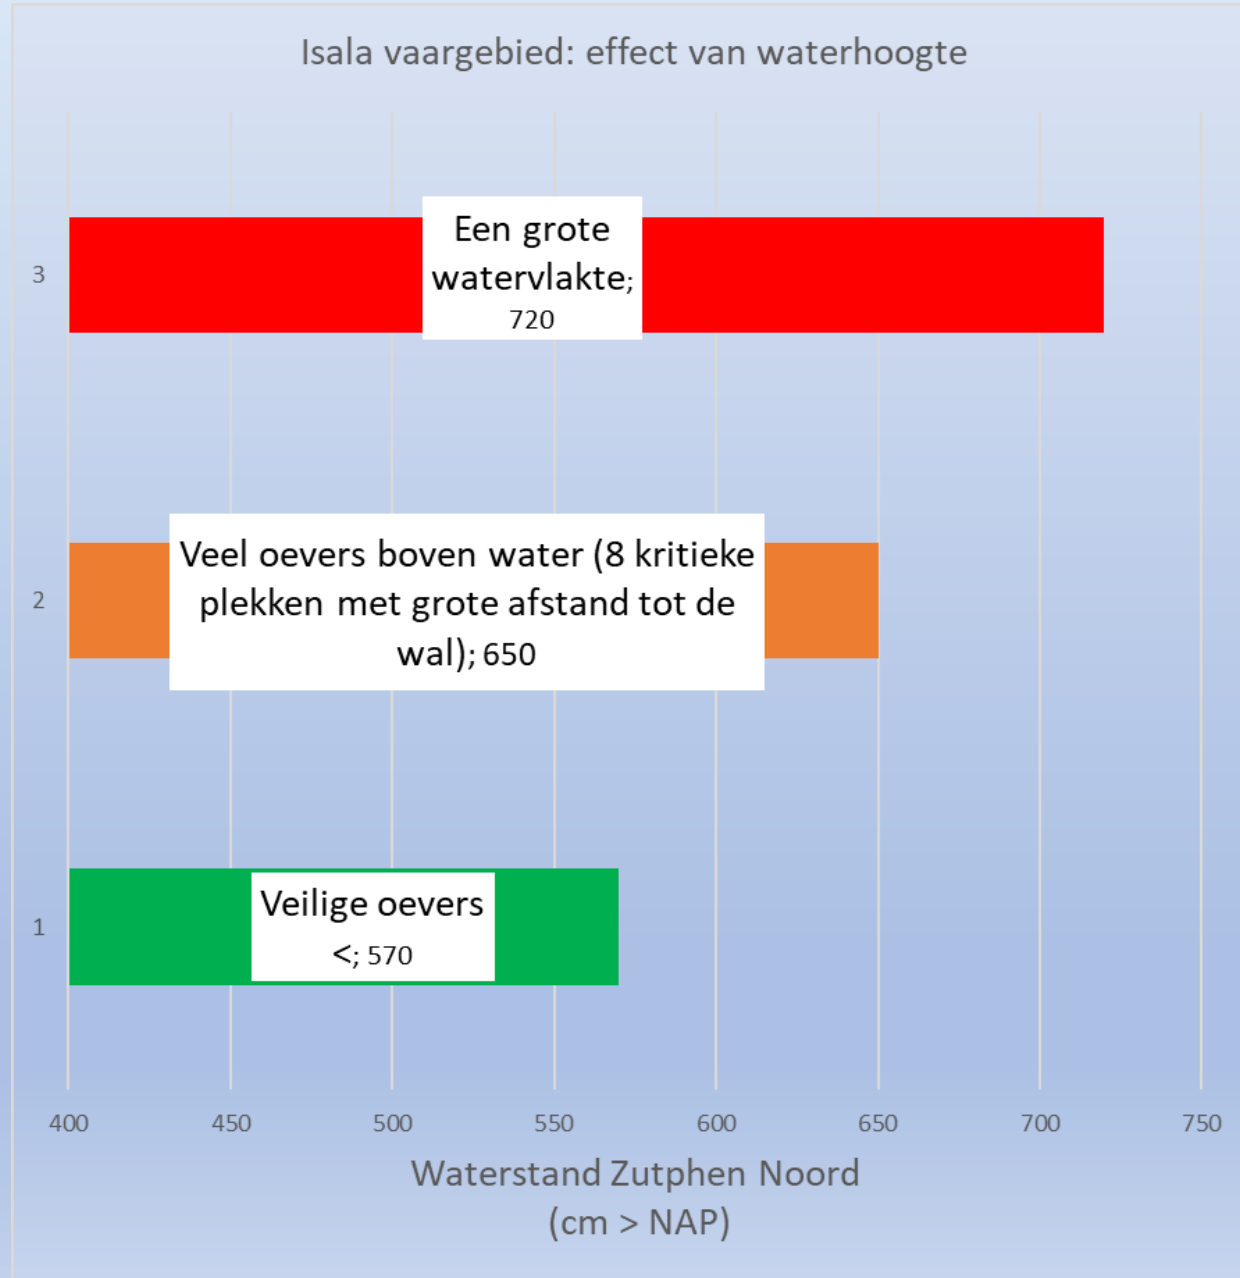 Isala vaargebied: effect van waterhoogte
3
Een grote
watervlakte;
720
2
Veel oevers boven water (8 kritieke
plekken met grote afstand tot de
wal); 650
1
Veilige oevers
<; 570
400 450 500 550 600 650 700 750
Waterstand Zutphen Noord
(cm > NAP)